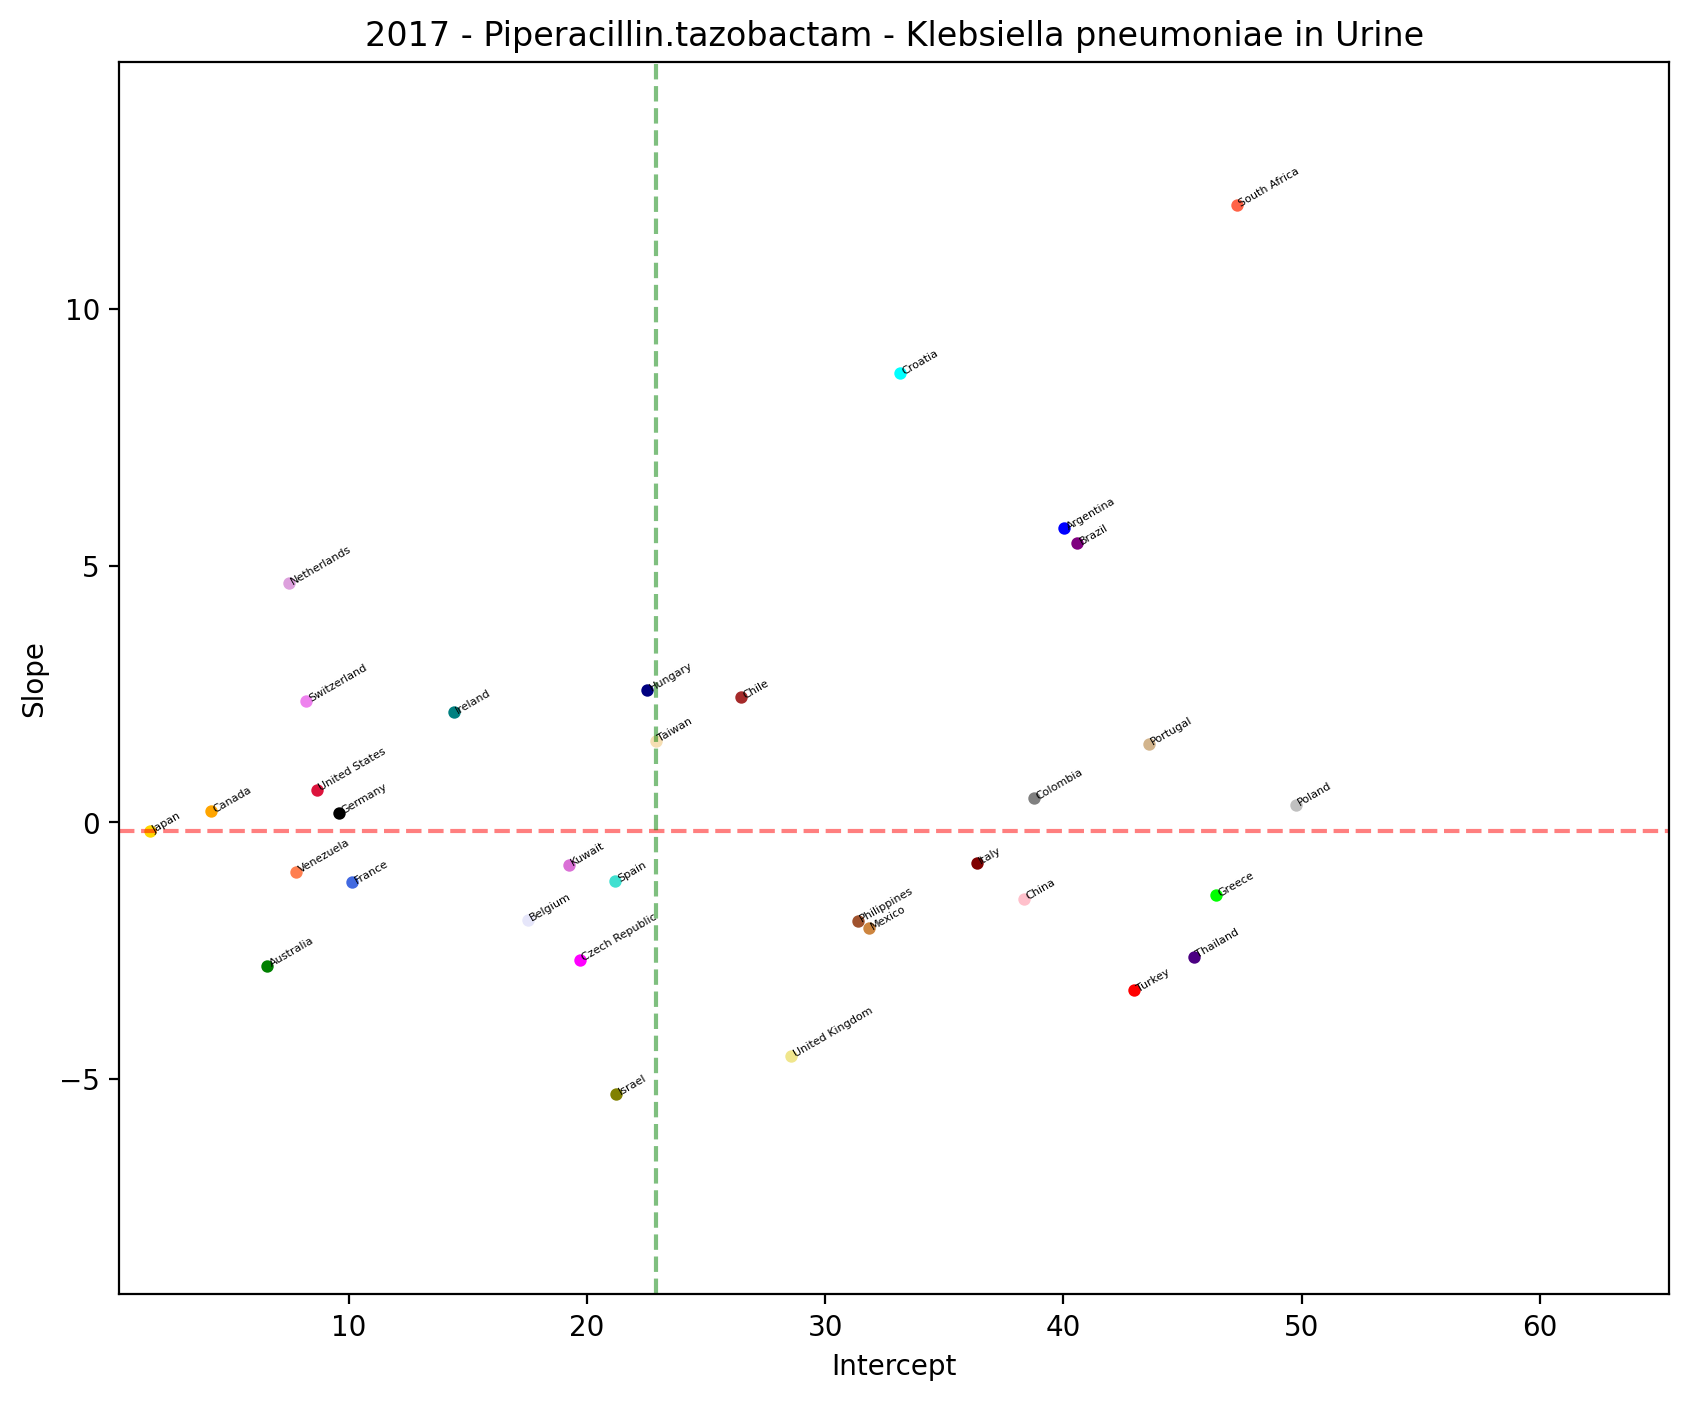 2017 - Piperacillin.tazobactam - Klebsiella pneumoniae in Urine
South Africa
10
Croatia
Argentina
Brazil
5
Netherlands
Slope
Switzerland
Ireland
Hungary
Chile
Taiwan
Portugal
United States
Canada
Germany
Colombia
Poland
0
Japan
Venezuela
France
Kuwait
Spain
Italy
China
Greece
Belgium
Philippines
Mexico
Czech Republic
Australia
Thailand
Turkey
United Kingdom
−5
Israel
10
20
30
40
50
60
Intercept